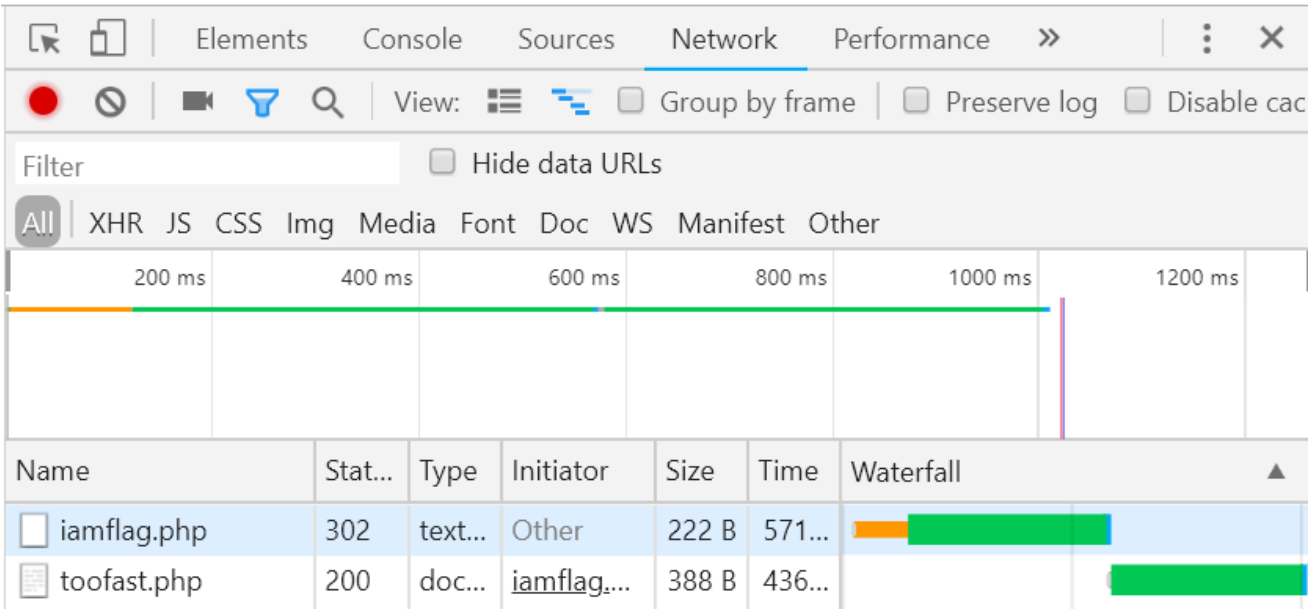 Elements Console Sources Network Performance »
View: Group by frame Preserve log Disable cac
Filter Hide data URLs
All XHR JS CSS Img Media Font Doc WS Manifest Other
200 ms 400 ms 600 ms 800 ms 1000 ms 1200 ms
Name Stat... Type Initiator Size Time Waterfall ▲
iamflag.php 302 text... Other 222 B 571...
toofast.php 200 doc... iamflag.... 388 B 436...